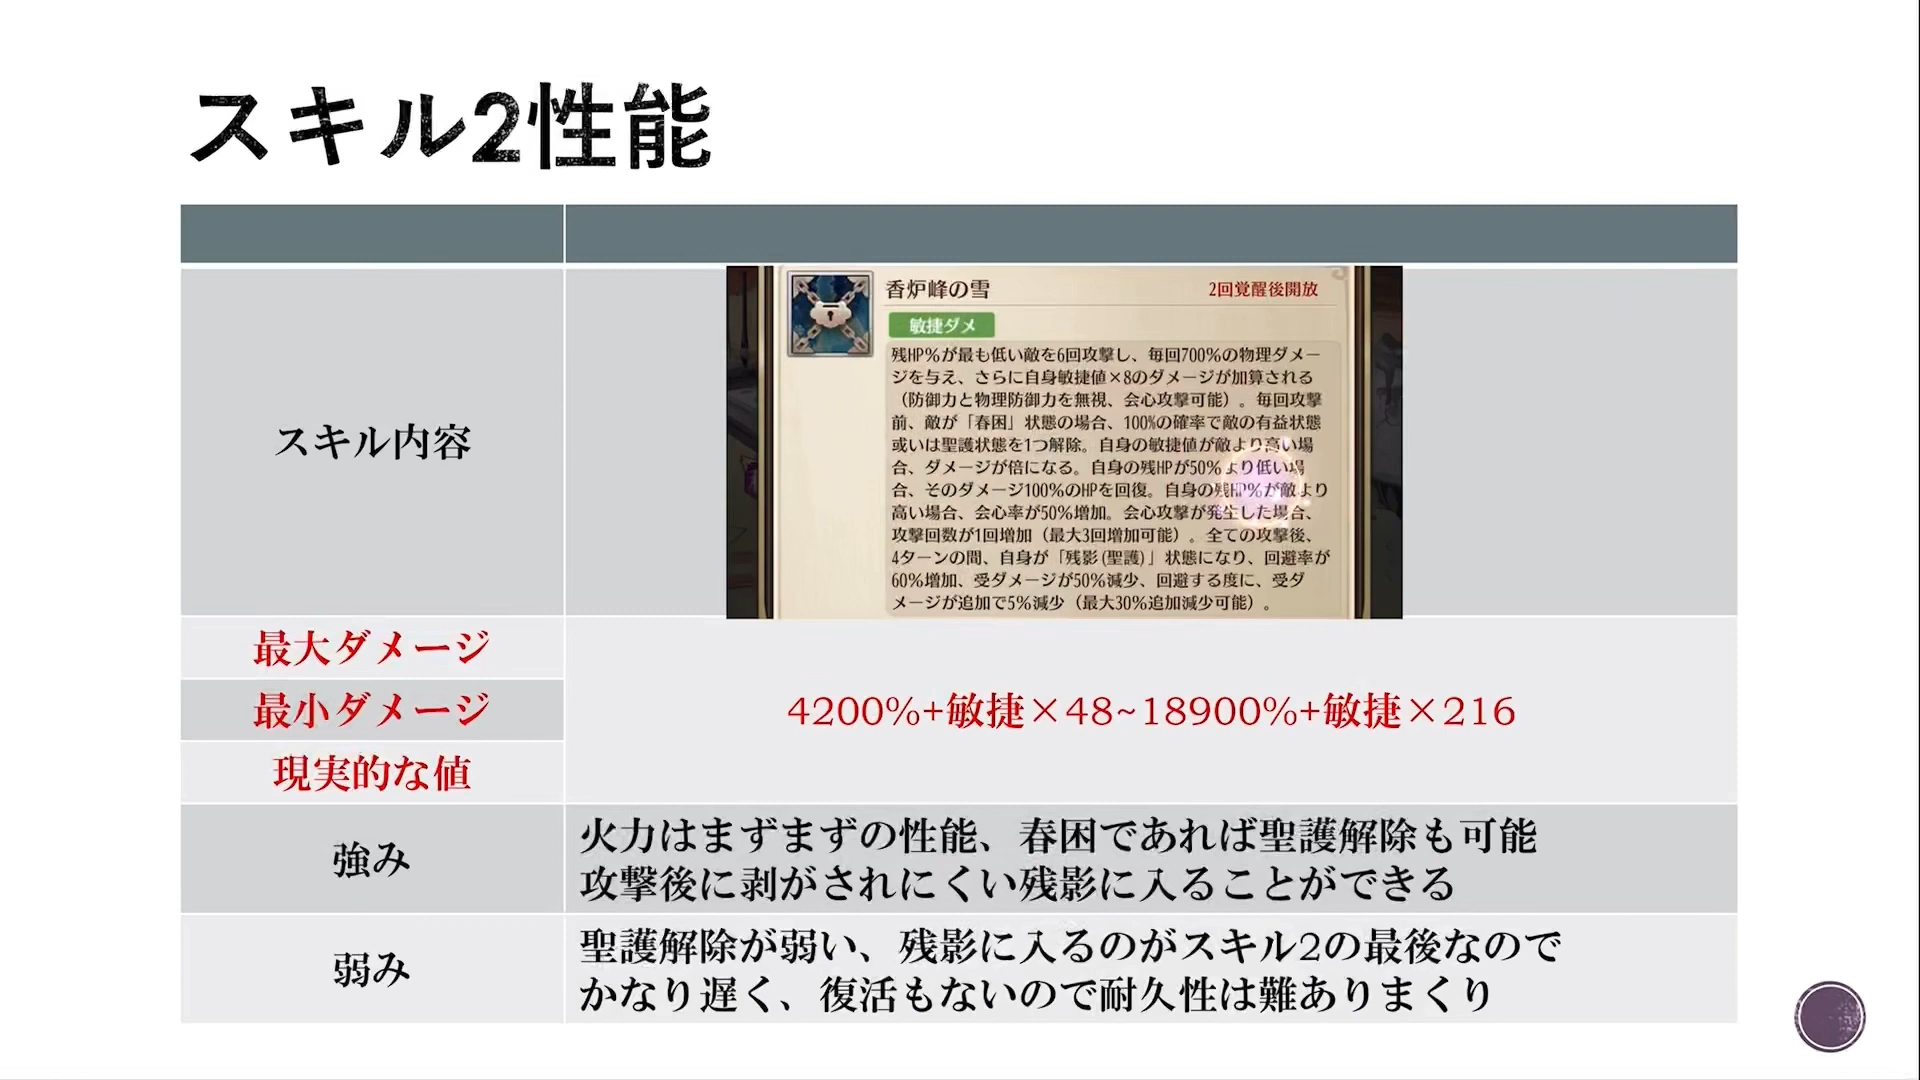 スキル2性能
スキル内容
香炉峰の雪
2回覚醒後開放
敏捷ダメ
残HP%が最も低い敵を6回攻撃し、毎回700%の物理ダメー
ジを与え、さらに自身敏捷値×8のダメージが加算される
（防御力と物理防御力を無視、会心攻撃可能）。毎回攻撃
前、敵が「春困」状態の場合、100%の確率で敵の有益状態
或いは聖護状態を1つ解除。自身の敏捷値が敵より高い場
合、ダメージが倍になる。自身の残HPが50%より低い場
合、そのダメージ100%のHPを回復。自身の残HP%が敵より
高い場合、会心率が50%増加。会心攻撃が発生した場合、
攻撃回数が1回増加（最大3回増加可能）。全ての攻撃後、
4ターンの間、自身が「残影(聖護)」状態になり、回避率が
60%増加、受ダメージが50%減少、回避する度に、受ダ
メージが追加で5%減少（最大30%追加減少可能）。
最大ダメージ
最小ダメージ
現実的な値
4200%+敏捷×48~18900%+敏捷×216
強み
火力はまずまずの性能、春困であれば聖護解除も可能
攻撃後に剥がされにくい残影に入ることができる
弱み
聖護解除が弱い、残影に入るのがスキル2の最後なので
かなり遅く、復活もないので耐久性は難ありまくり